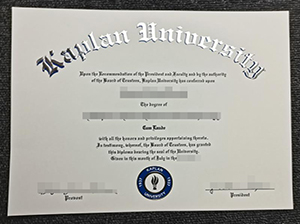 Kaplan University
Upon the Recommendation of the President and Faculty and by the authority
of the Board of Trustees, Kaplan University has conferred upon
The degree of
Cum Laude
with all the honors and privileges appertaining thereto.
In testimony, whereof, the Board of Trustees, has granted
this diploma bearing the seal of the University.
Given in this month of July in the
KAPLAN
UNIVERSITY
President